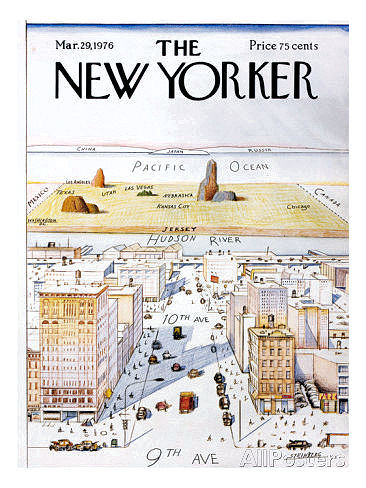 Mar. 29, 1976
THE
Price 75 cents
NEW YORKER
CHINA
JAPAN
RUSSIA
PACIFIC OCEAN
MEXICO
LOS ANGELES
TEXAS
UTAH
LAS VEGAS
NEBRASKA
KANSAS CITY
CANADA
Chicago
WASHINGTON D.C.
JERSEY
HUDSON RIVER
10TH AVE
9TH AVE
STEINBERG
AllPosters